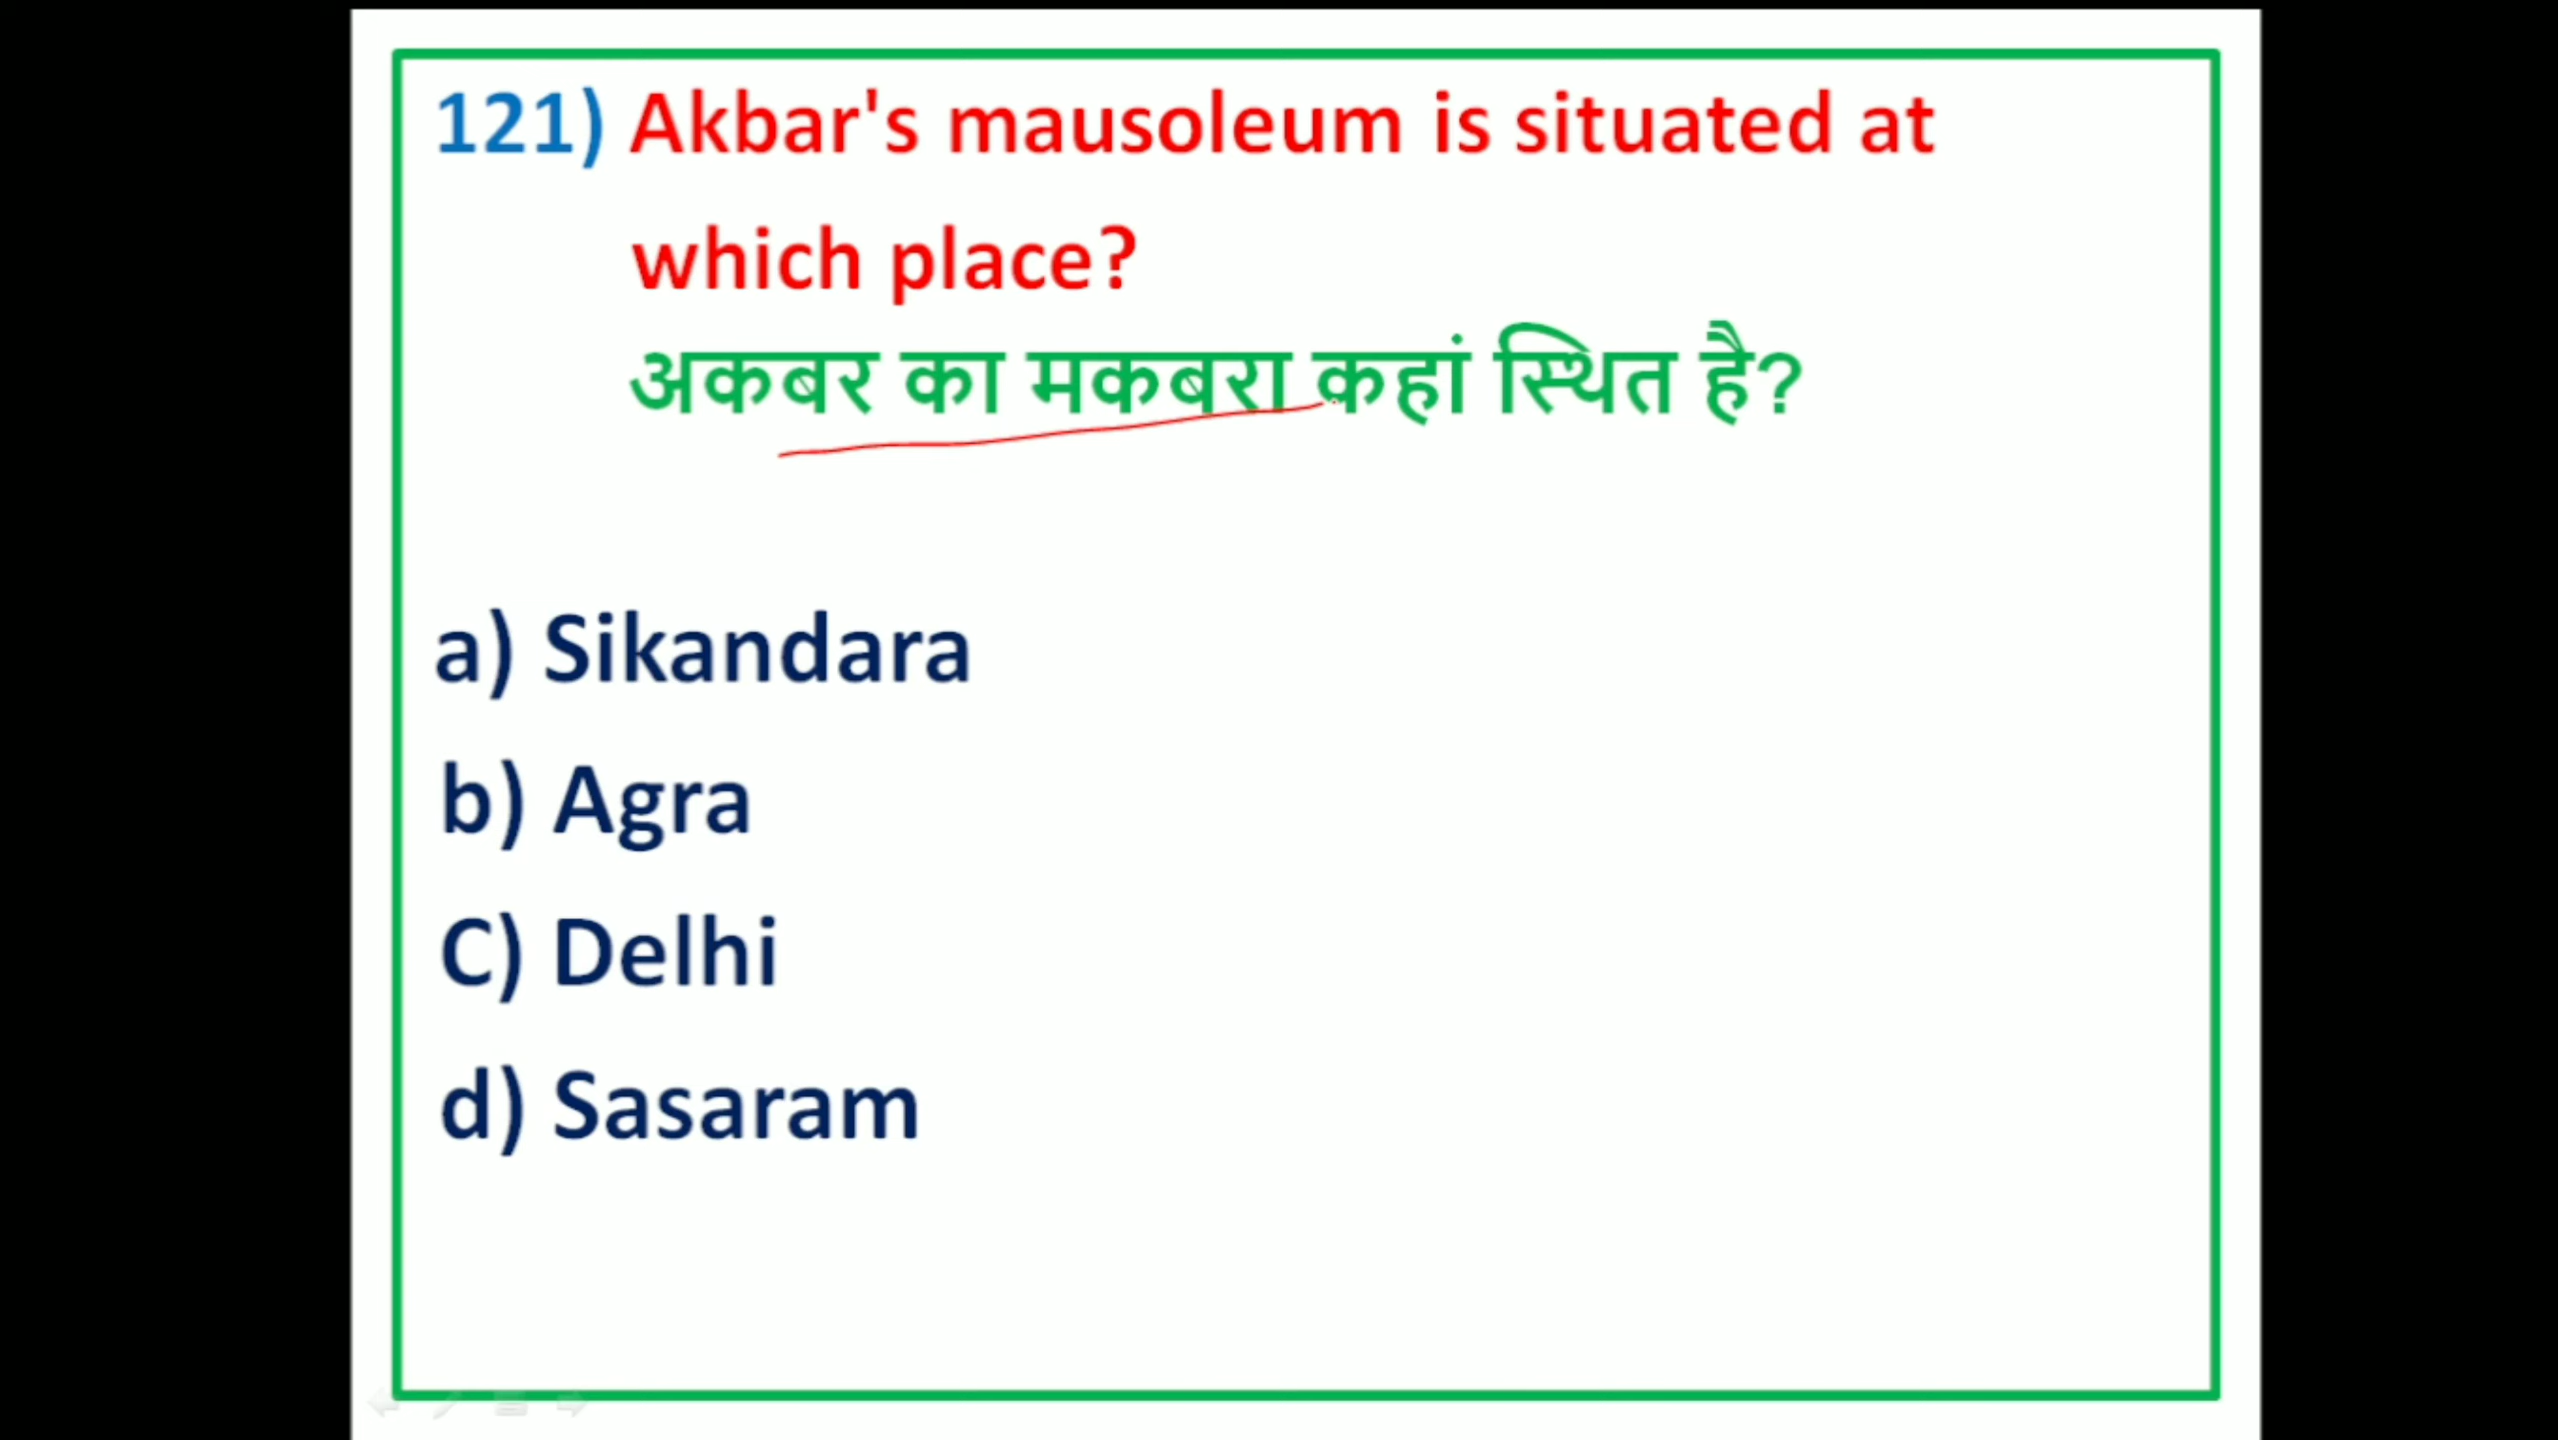 121) Akbar's mausoleum is situated at
which place?
अकबर का मकबरा कहां स्थित है?
a) Sikandara
b) Agra
C) Delhi
d) Sasaram